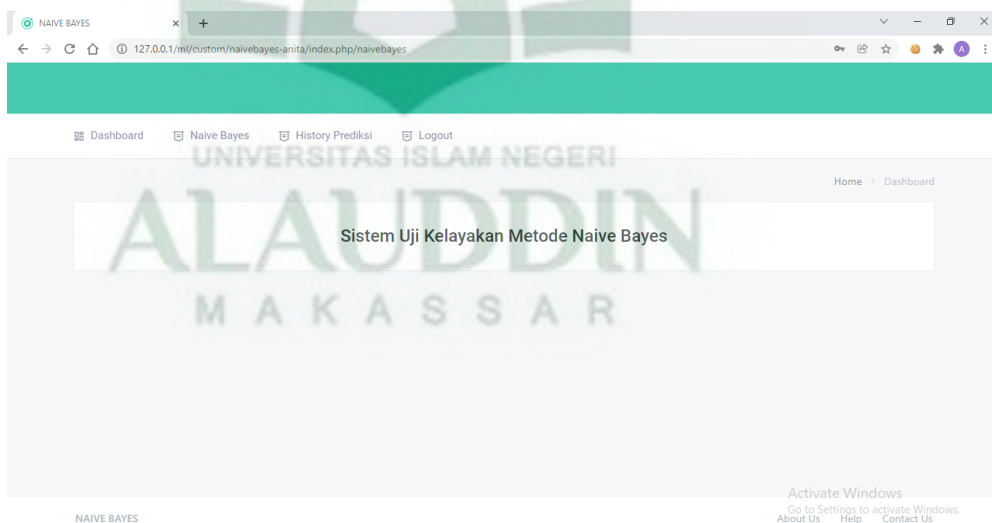 NAIVE BAYES
127.0.0.1/ml/custom/naivebayes-anita/index.php/naivebayes
A
Dashboard Naive Bayes History Prediksi Logout
UNIVERSITAS ISLAM NEGERI
Home > Dashboard
ALAUDDIN
Sistem Uji Kelayakan Metode Naive Bayes
MAKASSAR
Activate Windows
Go to Settings to activate Windows.
NAIVE BAYES About Us Help Contact Us